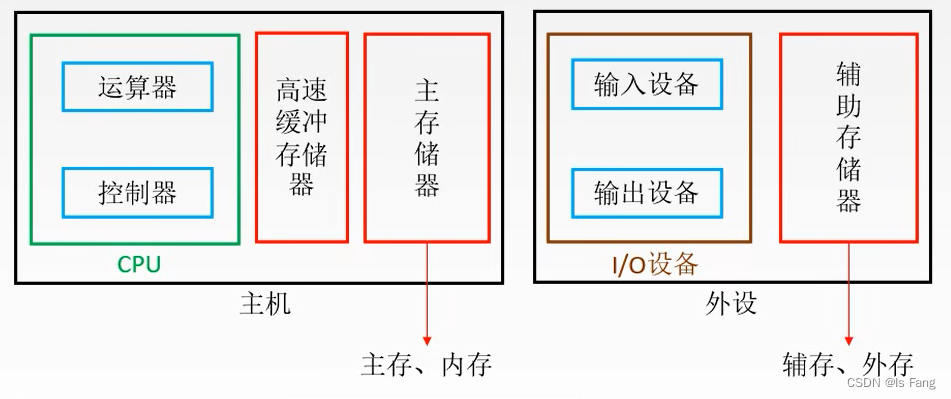 运算器
控制器
CPU
高速
缓冲
存储
器
主
存
储
器
主机
主存、内存
输入设备
输出设备
I/O设备
辅
助
存
储
器
外设
辅存、外存
CSDN @ls Fang